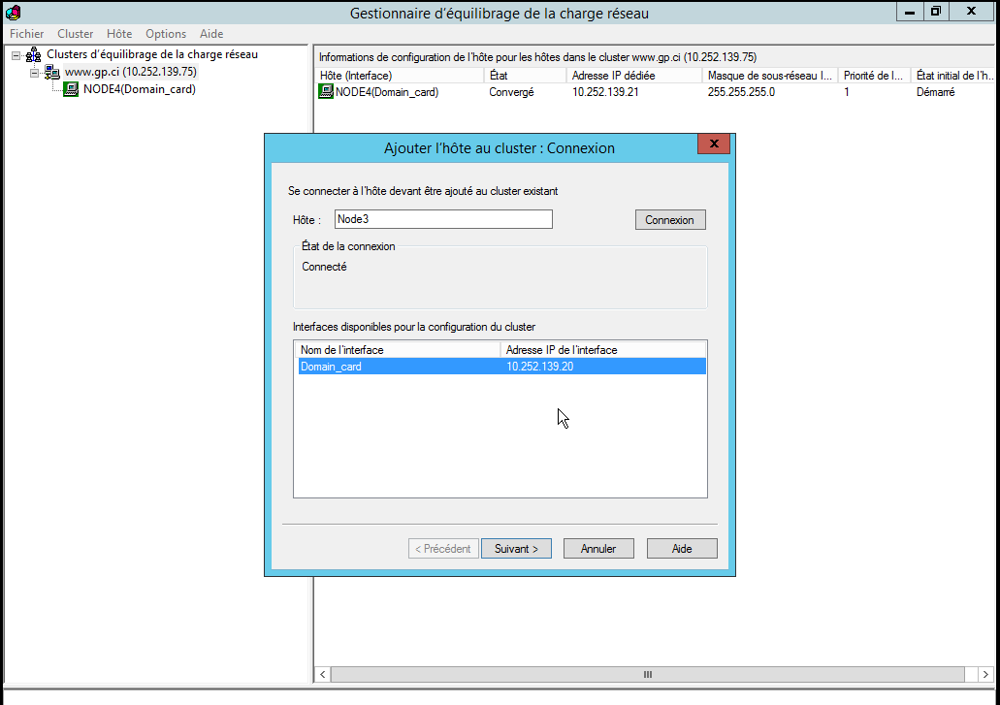 Gestionnaire d'équilibrage de la charge réseau
Fichier Cluster Hôte Options Aide
Clusters d'équilibrage de la charge réseau
www.gp.ci (10.252.139.75)
NODE4(Domain_card)
Informations de configuration de l'hôte pour les hôtes dans le cluster www.gp.ci (10.252.139.75)
Hôte (Interface) État Adresse IP dédiée Masque de sous-réseau I... Priorité de l... État initial de l'h...
NODE4(Domain_card) Convergé 10.252.139.21 255.255.255.0 1 Démarré
Ajouter l'hôte au cluster : Connexion
Se connecter à l'hôte devant être ajouté au cluster existant
Hôte : Node3 Connexion
État de la connexion
Connecté
Interfaces disponibles pour la configuration du cluster
Nom de l'interface Adresse IP de l'interface
Domain_card 10.252.139.20
< Précédent Suivant > Annuler Aide